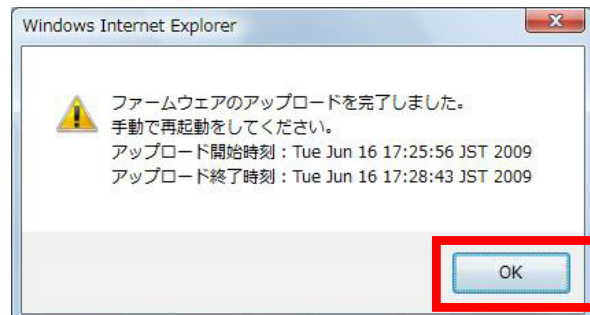 Windows Internet Explorer
ファームウェアのアップロードを完了しました。
手動で再起動をしてください。
アップロード開始時刻：Tue Jun 16 17:25:56 JST 2009
アップロード終了時刻：Tue Jun 16 17:28:43 JST 2009
OK